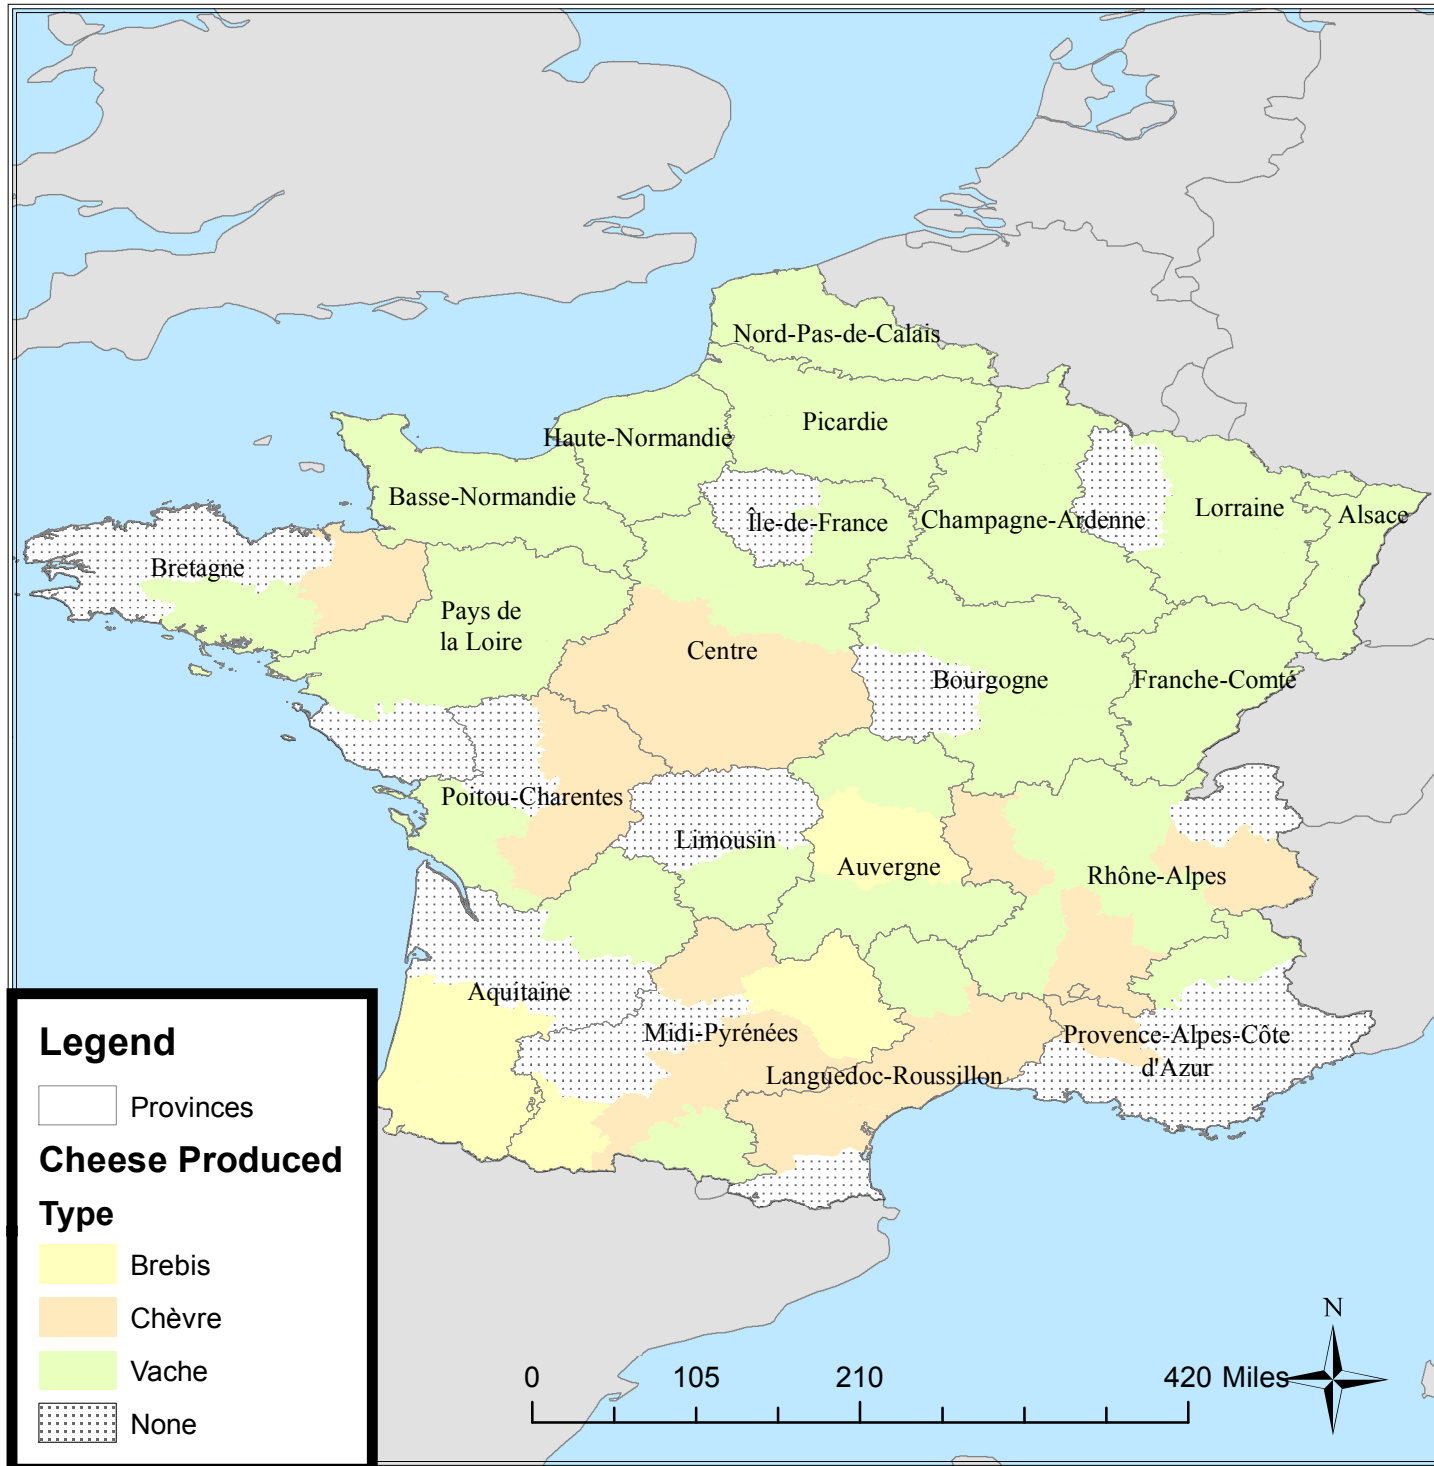 Nord-Pas-de-Calais
Picardie
Haute-Normandie
Basse-Normandie
Île-de-France
Champagne-Ardenne
Lorraine
Alsace
Bretagne
Pays de
la Loire
Centre
Bourgogne
Franche-Comté
Poitou-Charentes
Limousin
Auvergne
Rhône-Alpes
Aquitaine
Midi-Pyrénées
Provence-Alpes-Côte
d'Azur
Languedoc-Roussillon
Legend
Provinces
Cheese Produced
Type
Brebis
Chèvre
Vache
None
0 105 210 420 Miles
N